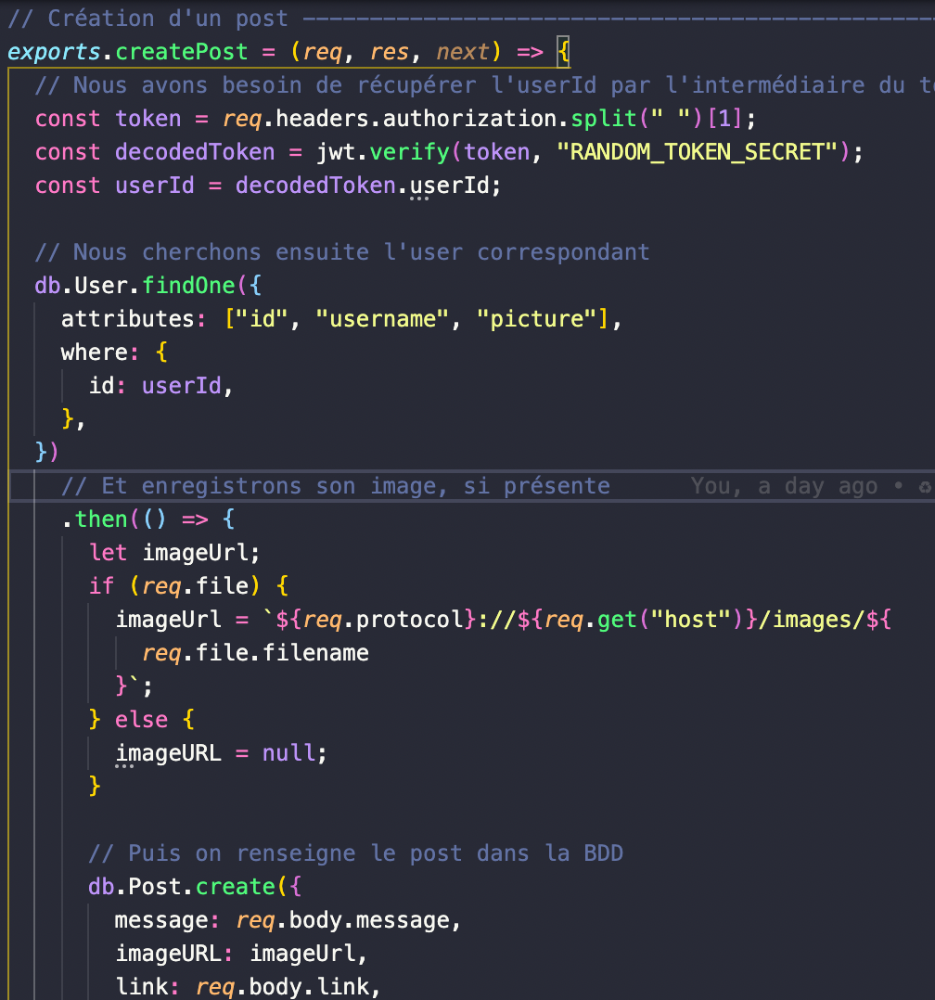 // Création d'un post ————————————————
exports.createPost = (req, res, next) => {
// Nous avons besoin de récupérer l'userId par l'intermédiaire du
const token = req.headers.authorization.split(" ")[1];
const decodedToken = jwt.verify(token, "RANDOM_TOKEN_SECRET");
const userId = decodedToken.userId;
// Nous cherchons ensuite l'user correspondant
db.User.findOne({
attributes: ["id", "username", "picture"],
where: {
id: userId,
},
})
// Et enregistrons son image, si présente You, a day ago • ♻
.then(() => {
let imageUrl;
if (req.file) {
imageUrl = `${req.protocol}://${req.get("host")}/images/${
req.file.filename
}`;
} else {
imageURL = null;
}
// Puis on renseigne le post dans la BDD
db.Post.create({
message: req.body.message,
imageURL: imageUrl,
link: req.body.link,